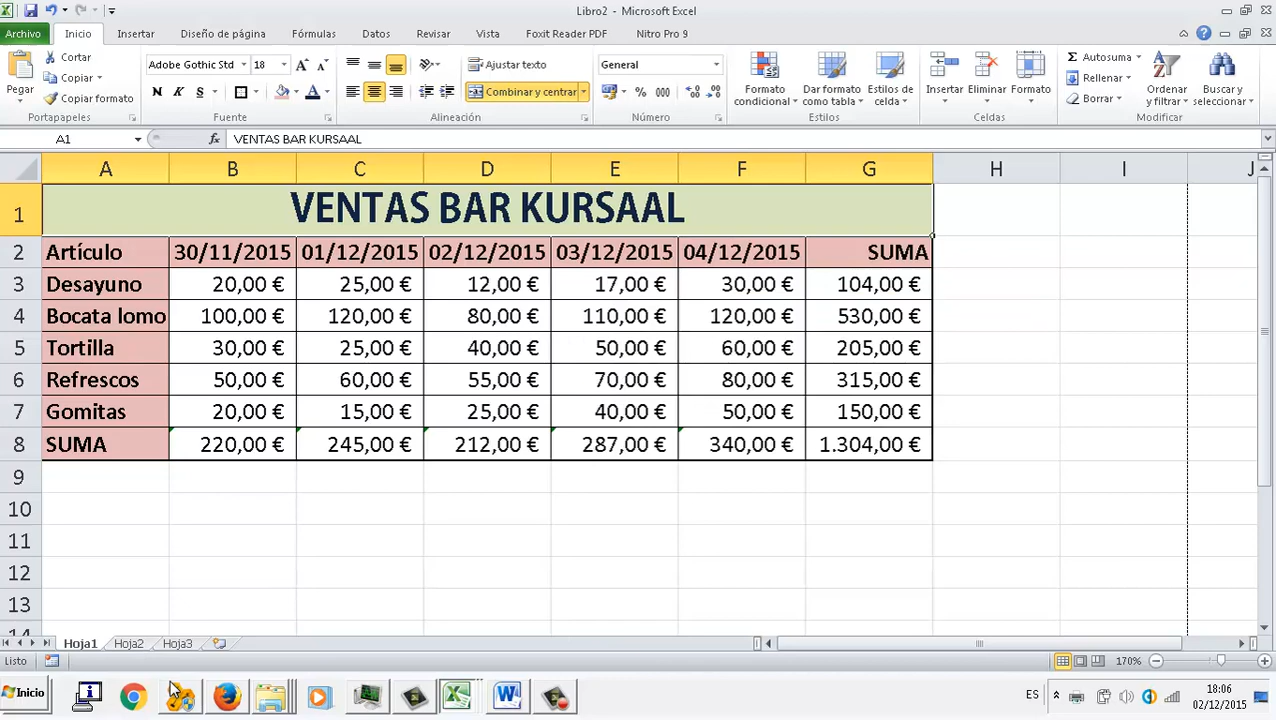 Libro2 - Microsoft Excel
Archivo Inicio Insertar Diseño de página Fórmulas Datos Revisar Vista Foxit Reader PDF Nitro Pro 9
Pegar
Cortar
Copiar
Copiar formato
Portapapeles
Adobe Gothic Std 18
N K S
Fuente
Ajustar texto
Combinar y centrar
Alineación
General
% 000
Número
Formato condicional
Dar formato como tabla
Estilos de celda
Estilos
Insertar Eliminar Formato
Celdas
Autosuma
Rellenar
Borrar
Ordenar y filtrar
Buscar y seleccionar
Modificar
A1 fx VENTAS BAR KURSAAL
A B C D E F G H I J
1 VENTAS BAR KURSAAL
2 Artículo 30/11/2015 01/12/2015 02/12/2015 03/12/2015 04/12/2015 SUMA
3 Desayuno 20,00 € 25,00 € 12,00 € 17,00 € 30,00 € 104,00 €
4 Bocata lomo 100,00 € 120,00 € 80,00 € 110,00 € 120,00 € 530,00 €
5 Tortilla 30,00 € 25,00 € 40,00 € 50,00 € 60,00 € 205,00 €
6 Refrescos 50,00 € 60,00 € 55,00 € 70,00 € 80,00 € 315,00 €
7 Gomitas 20,00 € 15,00 € 25,00 € 40,00 € 50,00 € 150,00 €
8 SUMA 220,00 € 245,00 € 212,00 € 287,00 € 340,00 € 1.304,00 €
9
10
11
12
13
14
Hoja1 Hoja2 Hoja3
Listo 170%
Inicio ES 18:06
02/12/2015